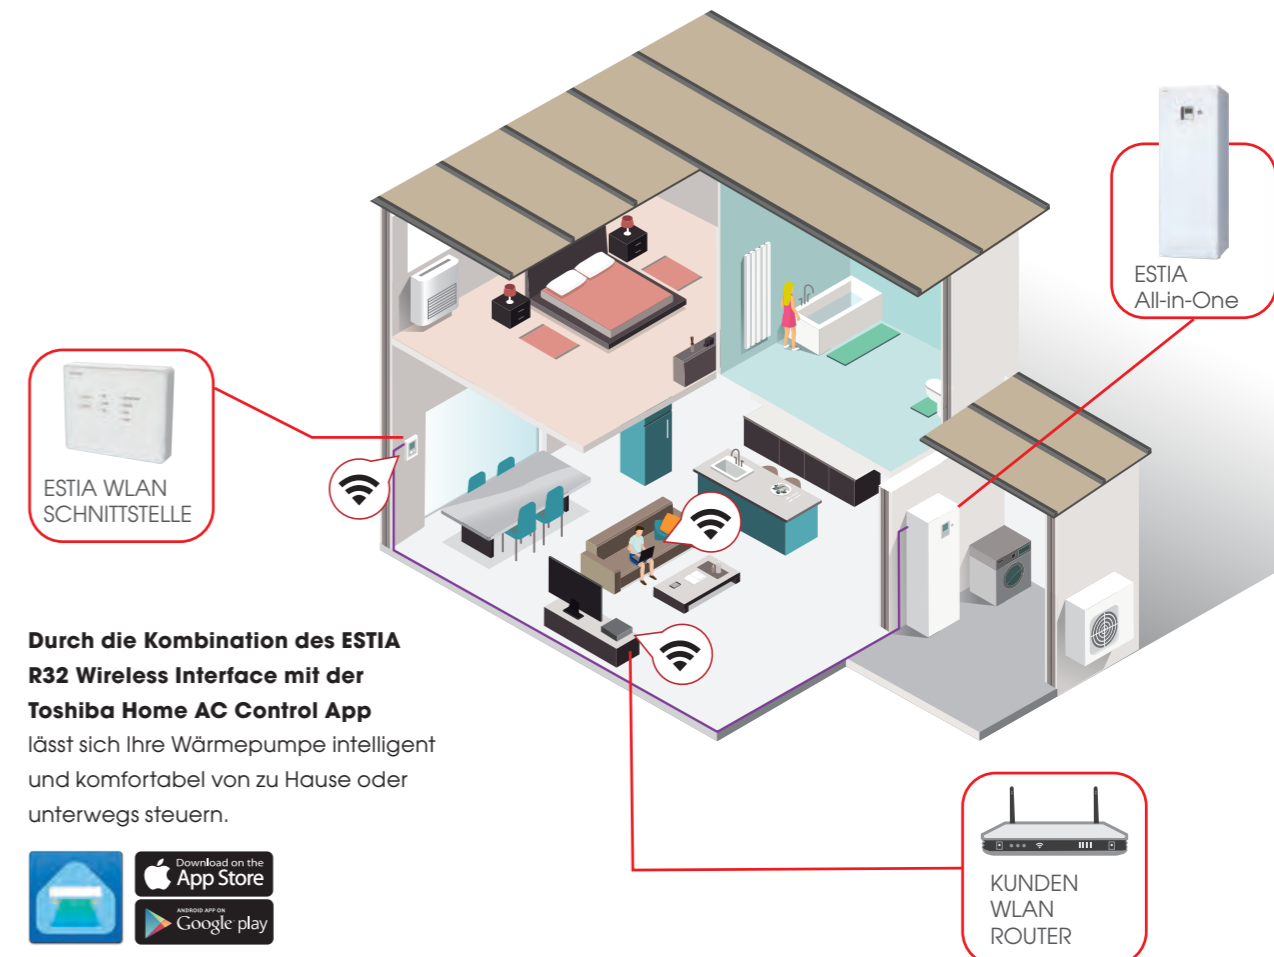 ESTIA
All-in-One
ESTIA WLAN
SCHNITTSTELLE
Durch die Kombination des ESTIA
R32 Wireless Interface mit der
Toshiba Home AC Control App
lässt sich Ihre Wärmepumpe intelligent
und komfortabel von zu Hause oder
unterwegs steuern.
Download on the
App Store
ANDROID APP ON
Google play
KUNDEN
WLAN
ROUTER